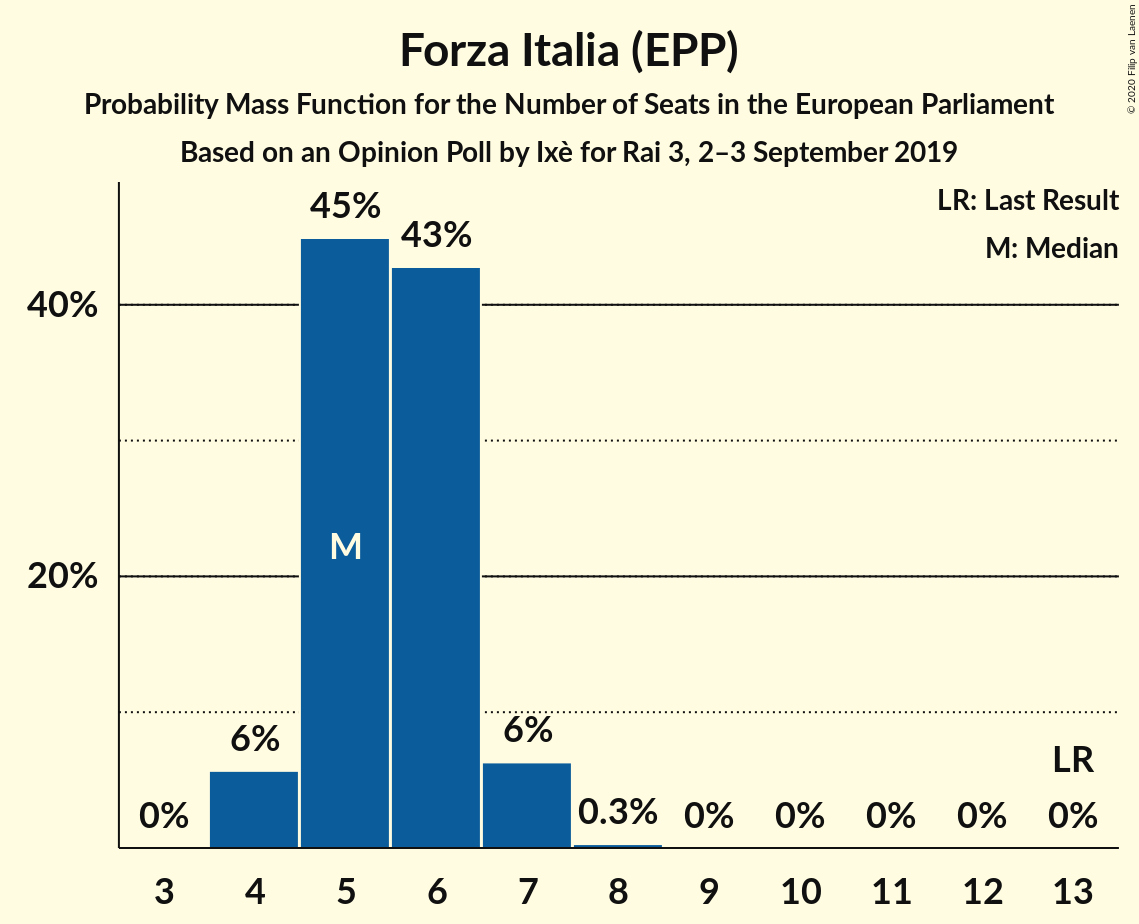 Forza Italia (EPP)
Probability Mass Function for the Number of Seats in the European Parliament
Based on an Opinion Poll by Ixè for Rai 3, 2–3 September 2019
© 2020 Filip van Laenen
LR: Last Result
M: Median
45%
43%
40%
M
20%
6%
6%
LR
0%
0.3%
0%
0%
0%
0%
0%
3 4 5 6 7 8 9 10 11 12 13